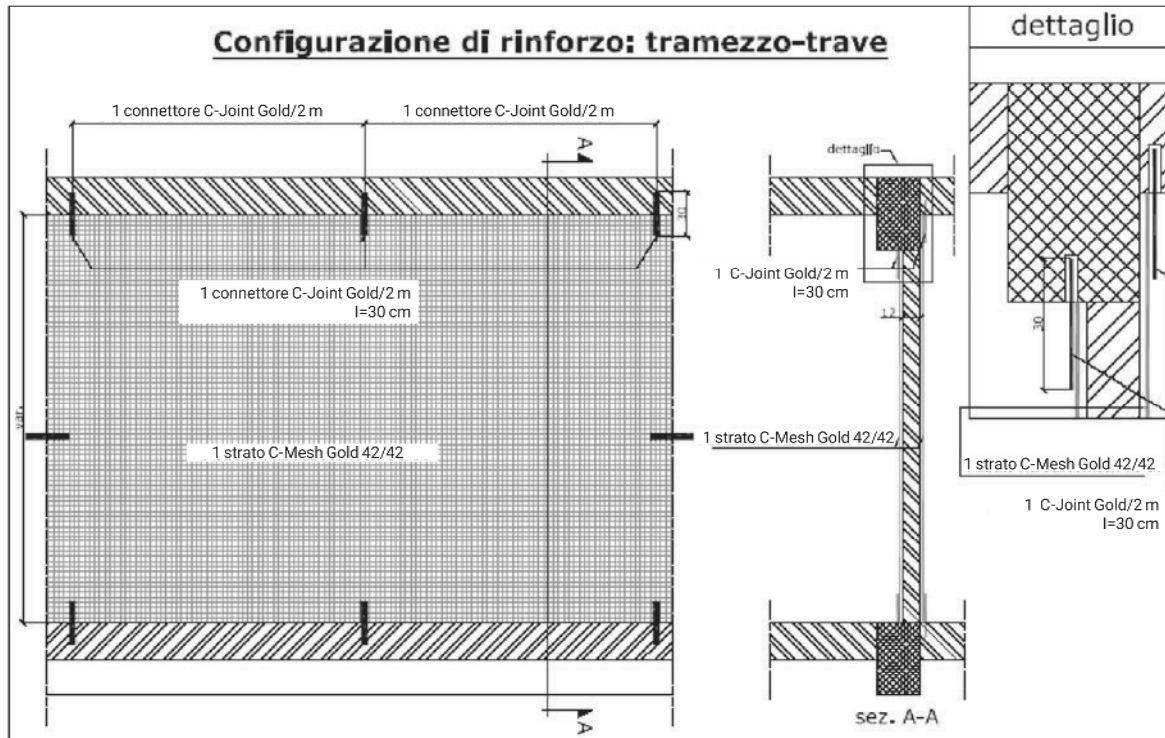 Configurazione di rinforzo: tramezzo-trave
dettaglio
1 connettore C-Joint Gold/2 m
1 connettore C-Joint Gold/2 m
A
dettaglio
30
1 connettore C-Joint Gold/2 m
l=30 cm
1 C-Joint Gold/2 m
l=30 cm
12
30
var.
1 strato C-Mesh Gold 42/42
1 strato C-Mesh Gold 42/42
1 strato C-Mesh Gold 42/42
1 C-Joint Gold/2 m
l=30 cm
A
sez. A-A